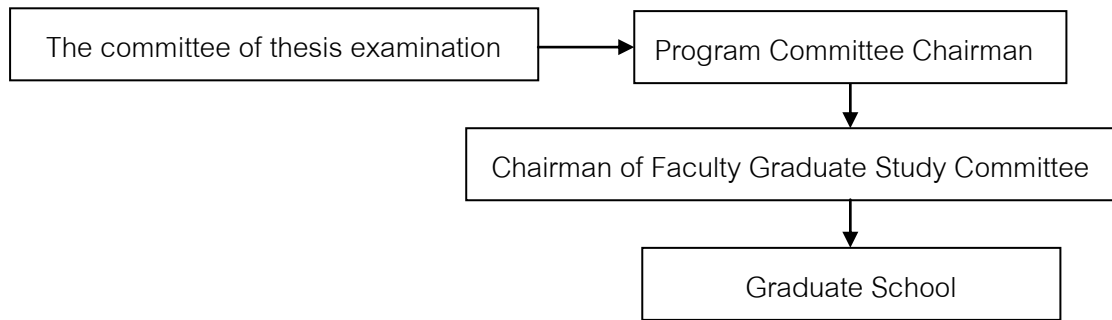 The committee of thesis examination
Program Committee Chairman
Chairman of Faculty Graduate Study Committee
Graduate School